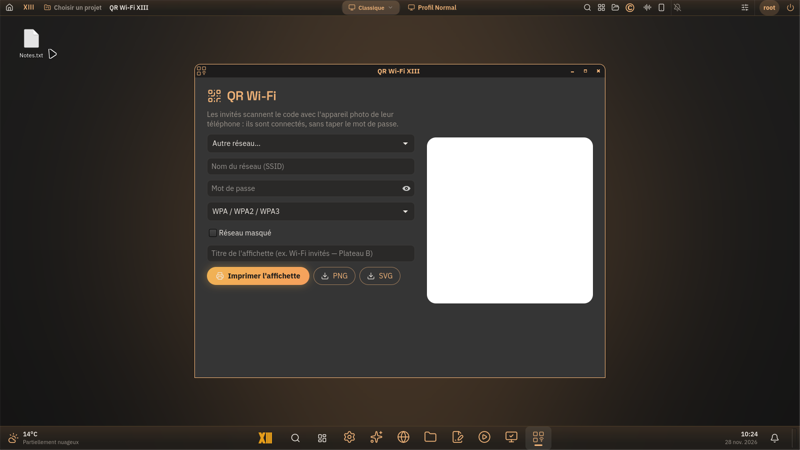 XIII Choisir un projet QR Wi-Fi XIII Classique Profil Normal root
Notes.txt
QR Wi-Fi XIII
QR Wi-Fi
Les invités scannent le code avec l'appareil photo de leur
téléphone : ils sont connectés, sans taper le mot de passe.
Autre réseau...
Nom du réseau (SSID)
Mot de passe
WPA / WPA2 / WPA3
Réseau masqué
Titre de l'affichette (ex. Wi-Fi invités — Plateau B)
Imprimer l'affichette PNG SVG
14°C
Partiellement nuageux
XIII
10:24
28 nov. 2026